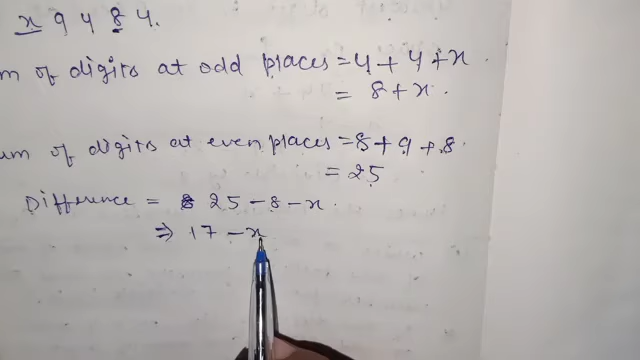 x 9 4 8 4.
m of digits at odd places = 4 + 4 + x
= 8 + x.
um of digits at even places = 8 + 9 + 8.
= 25
Difference = 25 - 8 - x.
⇒ 17 - x